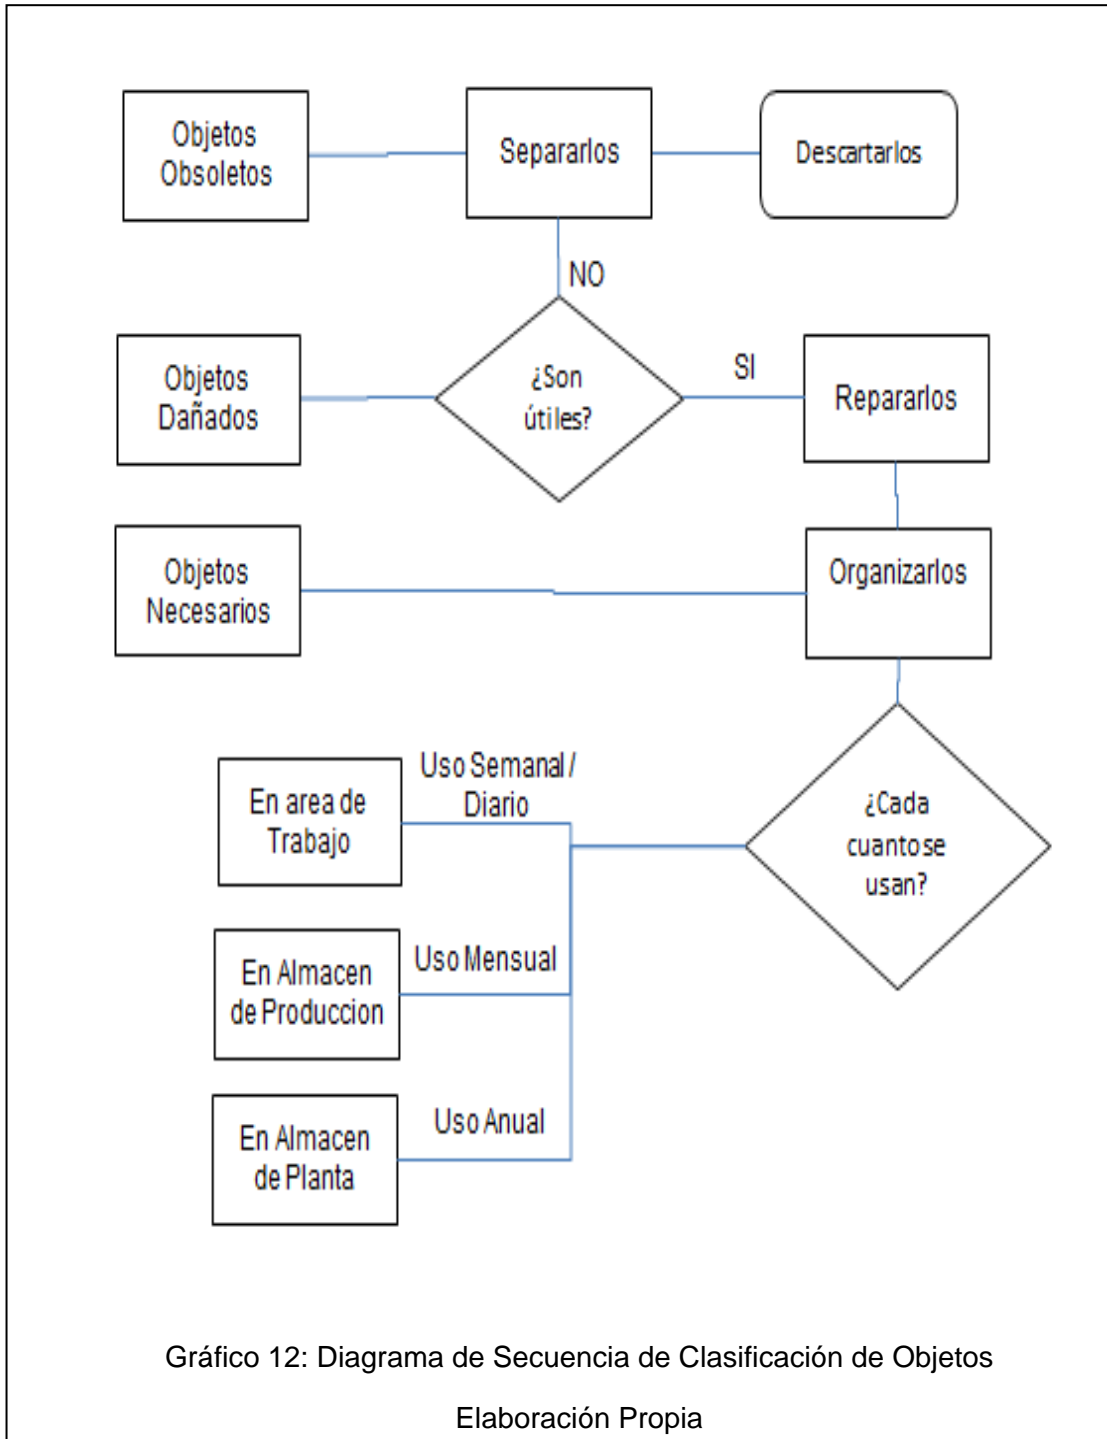 Objetos
Obsoletos
Separarlos
Descartarlos
NO
Objetos
Dañados
¿Son
útiles?
SI
Repararlos
Objetos
Necesarios
Organizarlos
Uso Semanal /
Diario
En area de
Trabajo
¿Cada
cuanto se
usan?
Uso Mensual
En Almacen
de Produccion
Uso Anual
En Almacen
de Planta
Gráfico 12: Diagrama de Secuencia de Clasificación de Objetos
Elaboración Propia